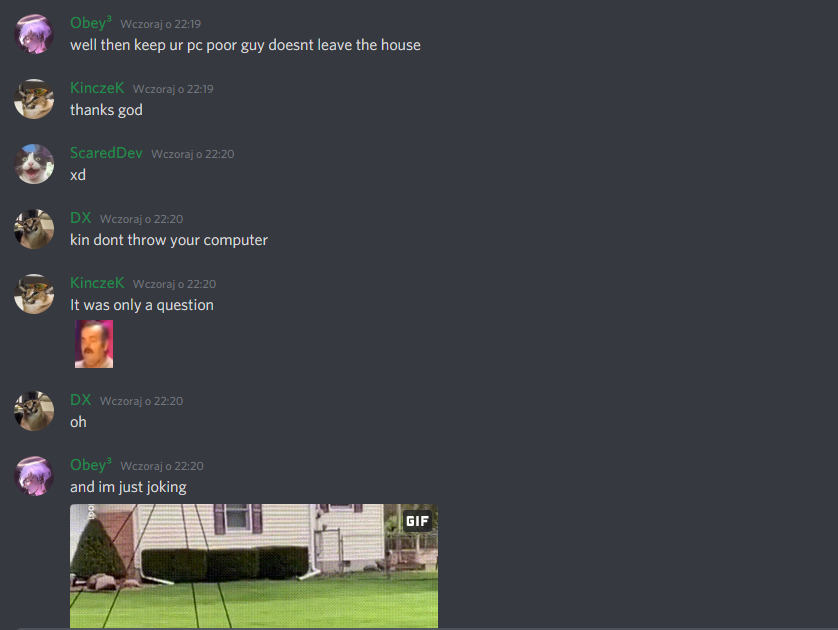 Obey³ Wczoraj o 22:19
well then keep ur pc poor guy doesnt leave the house
KinczeK Wczoraj o 22:19
thanks god
ScaredDev Wczoraj o 22:20
xd
DX Wczoraj o 22:20
kin dont throw your computer
KinczeK Wczoraj o 22:20
It was only a question
DX Wczoraj o 22:20
oh
Obey³ Wczoraj o 22:20
and im just joking
GIF